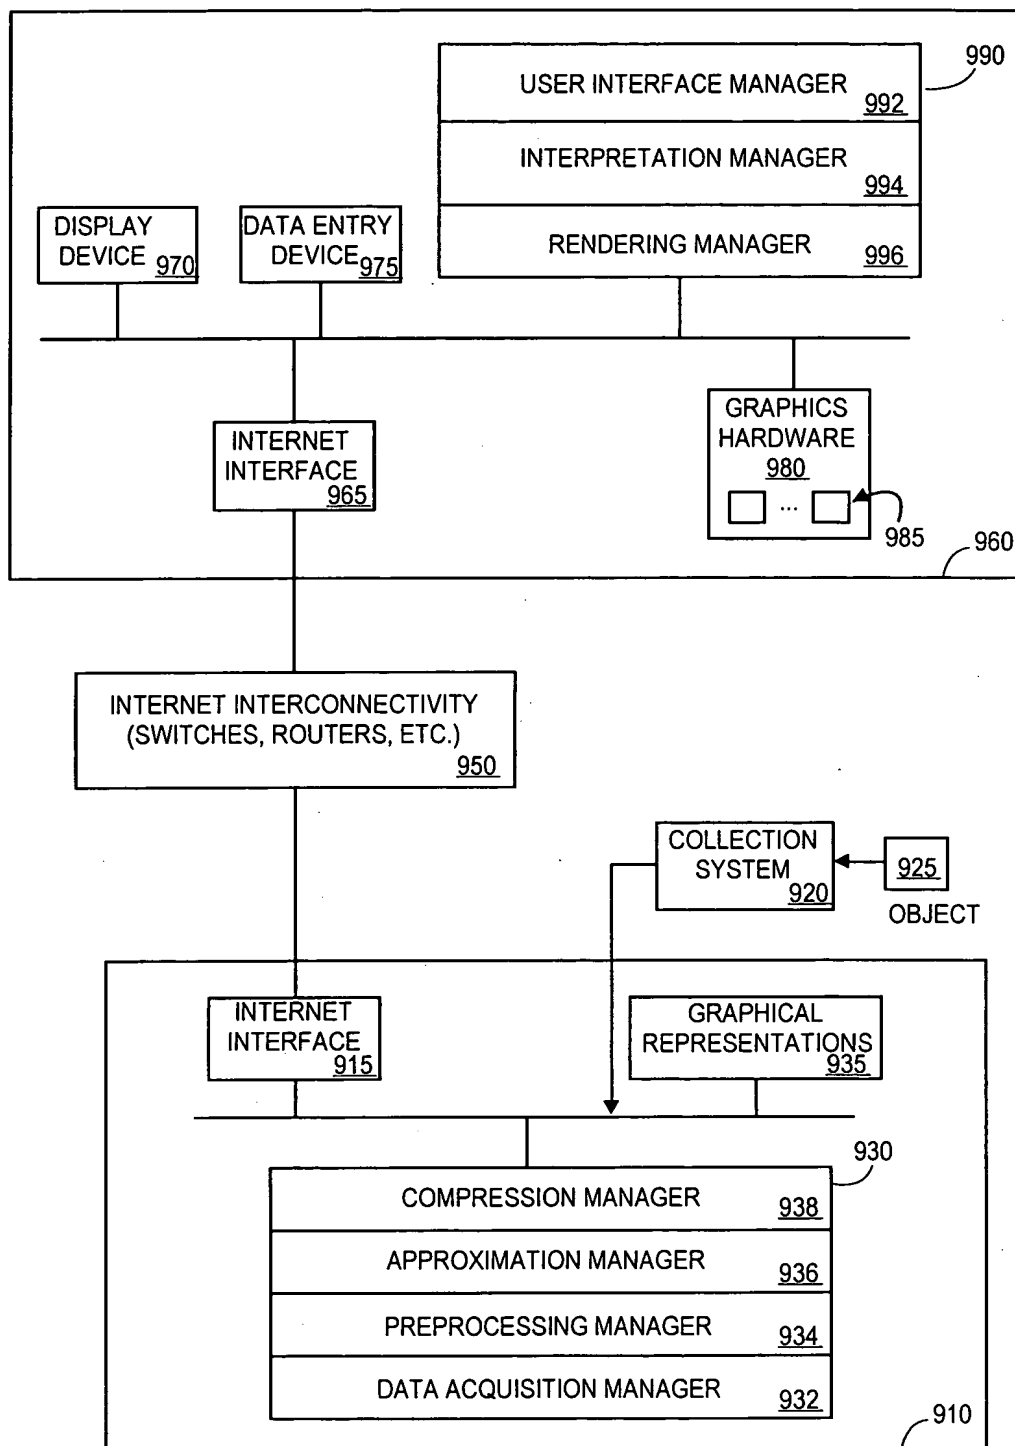 990
USER INTERFACE MANAGER
992
INTERPRETATION MANAGER
994
RENDERING MANAGER
996
DISPLAY
DEVICE 970
DATA ENTRY
DEVICE 975
INTERNET
INTERFACE
965
GRAPHICS
HARDWARE
980
...
985
960
INTERNET INTERCONNECTIVITY
(SWITCHES, ROUTERS, ETC.)
950
COLLECTION
SYSTEM
920
925
OBJECT
INTERNET
INTERFACE
915
GRAPHICAL
REPRESENTATIONS
935
930
COMPRESSION MANAGER
938
APPROXIMATION MANAGER
936
PREPROCESSING MANAGER
934
DATA ACQUISITION MANAGER
932
910